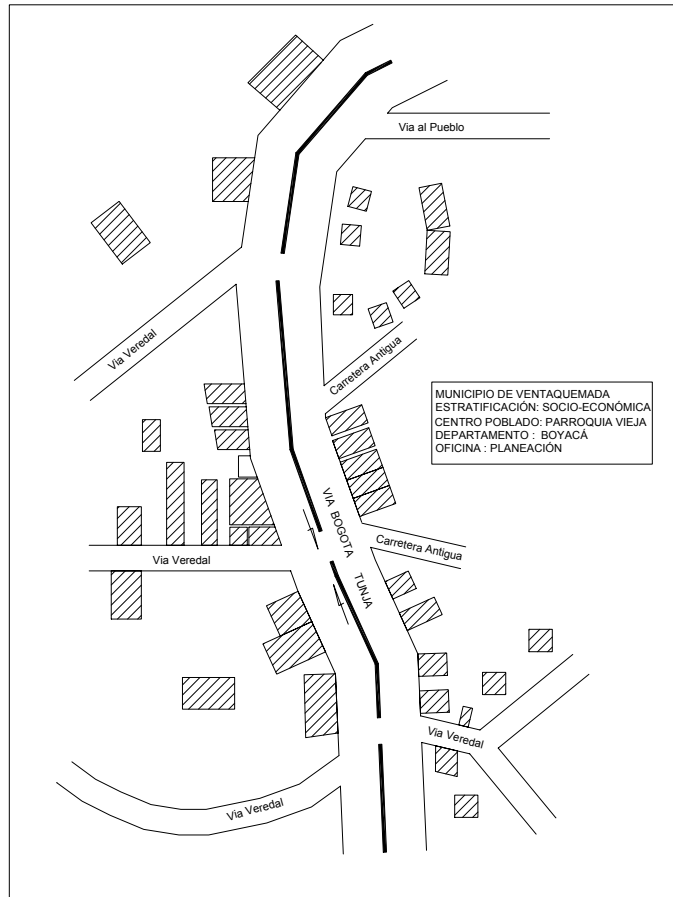 Via al Pueblo
Via Veredal
Carretera Antigua
MUNICIPIO DE VENTAQUEMADA
ESTRATIFICACIÓN: SOCIO-ECONÓMICA
CENTRO POBLADO: PARROQUIA VIEJA
DEPARTAMENTO : BOYACÁ
OFICINA : PLANEACIÓN
VIA BOGOTA TUNJA
Carretera Antigua
Via Veredal
Via Veredal
Via Veredal